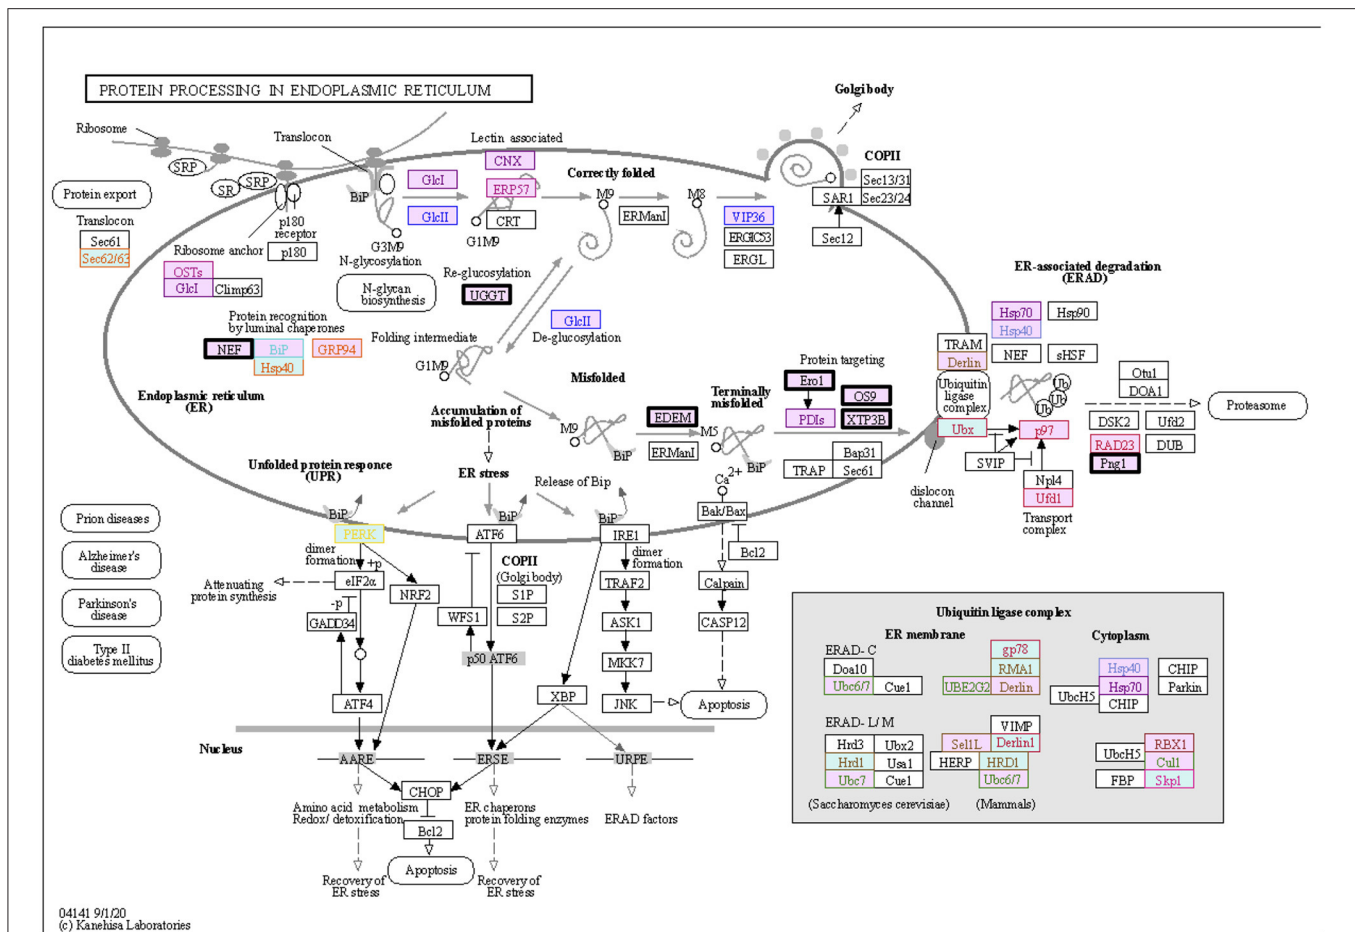 PROTEIN PROCESSING IN ENDOPLASMIC RETICULUM
Golgi body
Ribosome
Translocon
Lectin associated
SRP
CNX
COPII
SR
SRP
GlcI
Correctly folded
Sec13/31
Protein export
BiP
ERP57
M9
M8
SAR1
Sec23/24
Translocon
p180
receptor
GlcII
CRT
ERManI
VIP36
Sec61
Ribosome anchor
p180
G3M9
G1M9
ERGIC53
Sec12
Sec62/63
N-glycosylation
ERGL
OSTs
Re-glucosylation
ER-associated degradation
(ERAD)
GlcI
Climp63
N-glycan
biosynthesis
UGGT
Hsp70
Hsp90
Protein recognition
by luminal chaperones
GlcII
Hsp40
NEF
BiP
GRP94
Folding intermediate
De-glucosylation
TRAM
NEF
sHSF
Hsp40
G1M9
Protein targeting
Derlin
Otu1
Misfolded
Ero1
Ubiquitin
ligase
complex
Ub
Ub
Ub
DOA1
Endoplasmic reticulum
(ER)
Accumulation of
misfolded proteins
EDEM
Terminally
misfolded
OS9
Proteasome
PDIs
XTP3B
DSK2
Ufd2
M9
M5
Ubx
p97
BiP
ERManI
RAD23
DUB
Unfolded protein responce
(UPR)
ER stress
BiP
Bap31
SVIP
Png1
TRAP
Sec61
Release of Bip
Ca2+
dislocon
channel
Npl4
Ufd1
Prion diseases
BiP
BiP
BiP
Bak/Bax
Transport
complex
PERK
ATF6
IRE1
Alzheimer's
disease
dimer
formation
+p
COPII
(Golgi body)
dimer
formation
Bcl2
Attenuating
protein synthesis
eIF2α
NRF2
S1P
TRAF2
Calpain
Parkinson's
disease
-p
GADD34
WFS1
S2P
ASK1
CASP12
Type II
diabetes mellitus
p50 ATF6
MKK7
ATF4
XBP
JNK
Apoptosis
Nucleus
AARE
ERSE
URPE
CHOP
Amino acid metabolism
Redox/ detoxification
ER chaperons
protein folding enzymes
ERAD factors
Bcl2
Apoptosis
Recovery of
ER stress
Recovery of
ER stress
Ubiquitin ligase complex
ER membrane
Cytoplasm
ERAD- C
gp78
Doa10
RMA1
Hsp40
CHIP
Ubc6/7
Cue1
UBE2G2
Derlin
UbcH5
Hsp70
Parkin
CHIP
ERAD- L/ M
VIMP
Hrd3
Ubx2
Sel1L
Derlin1
UbcH5
RBX1
Hrd1
Usa1
HERP
HRD1
Cul1
Ubc7
Cue1
Ubc6/7
FBP
Skp1
(Saccharomyces cerevisiae)
(Mammals)
04141 9/1/20
(c) Kanehisa Laboratories